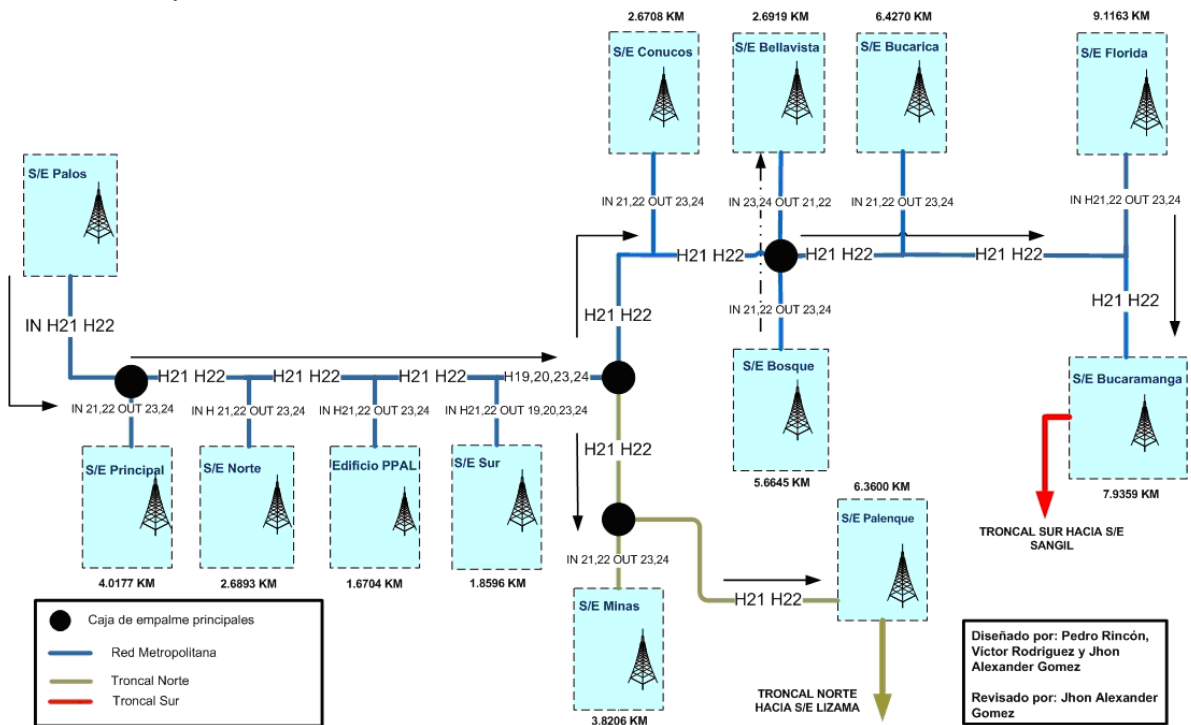 2.6708 KM
2.6919 KM
6.4270 KM
9.1163 KM
S/E Conucos
S/E Bellavista
S/E Bucarica
S/E Florida
S/E Palos
IN 21,22 OUT 23,24
IN 23,24 OUT 21,22
IN 21,22 OUT 23,24
IN H21,22 OUT 23,24
H21 H22
H21 H22
H21 H22
H21 H22
IN 21,22 OUT 23,24
IN H21 H22
H21 H22
S/E Bosque
S/E Bucaramanga
H21 H22
H21 H22
H21 H22
H19,20,23,24
IN 21,22 OUT 23,24
IN H 21,22 OUT 23,24
IN H21,22 OUT 23,24
IN H21,22 OUT 19,20,23,24
S/E Principal
S/E Norte
Edificio PPAL
S/E Sur
H21 H22
5.6645 KM
6.3600 KM
7.9359 KM
S/E Palenque
TRONCAL SUR HACIA S/E
SANGIL
IN 21,22 OUT 23,24
4.0177 KM
2.6893 KM
1.6704 KM
1.8596 KM
S/E Minas
H21 H22
Caja de empalme principales
Red Metropolitana
Troncal Norte
Troncal Sur
3.8206 KM
TRONCAL NORTE
HACIA S/E LIZAMA
Diseñado por: Pedro Rincón,
Víctor Rodriguez y Jhon
Alexander Gomez
Revisado por: Jhon Alexander
Gomez